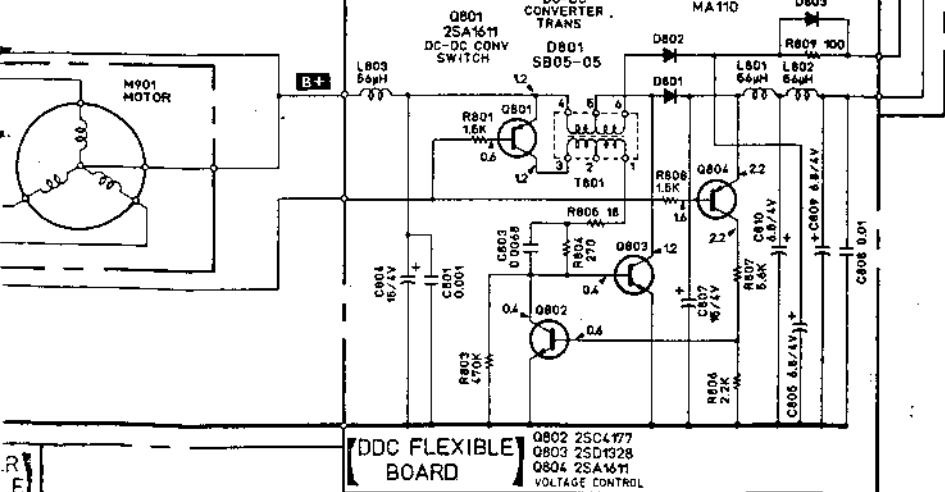 CONVERTER
TRANS
MA110
D803
Q801
2SA1611
DC-DC CONV
SWITCH
D801
SB05-05
D802
R809 100
L803
56μH
B+
M901
MOTOR
1.2
Q801
4
5
6
D801
L801
56μH
L802
56μH
R801
1.5K
0.6
1.2
3
2
1
T801
R808
1.5K
1.6
Q804
2.2
2.2
R805 18
C803
0.0068
R804
270
Q803
1.2
0.4
C804
15/4V
+
C801
0.001
0.4
Q802
0.6
R803
470K
+
C807
15/4V
R807
5.6K
C810
6.8/4V
+
+ C809 6.8/4V
C808 0.01
R806
2.2K
C805 6.8/4V
+
DDC FLEXIBLE
BOARD
Q802 2SC4177
Q803 2SD1328
Q804 2SA1611
VOLTAGE CONTROL
R
E